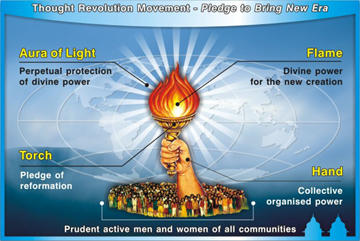 Thought Revolution Movement - Pledge to Bring New Era
Aura of Light
Perpetual protection
of divine power
Flame
Divine power
for the new creation
Torch
Pledge of
reformation
Hand
Collective
organised power
Prudent active men and women of all communities